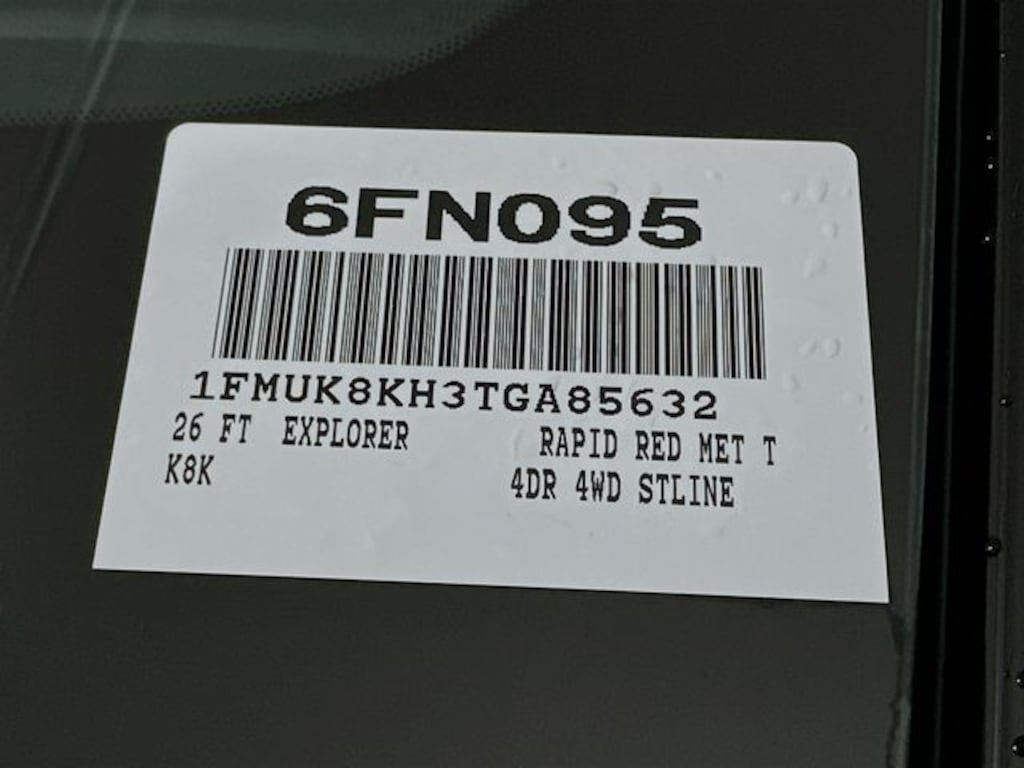 6FN095
1FMUK8KH3TGA85632
26 FT EXPLORER RAPID RED MET T
K8K 4DR 4WD STLINE